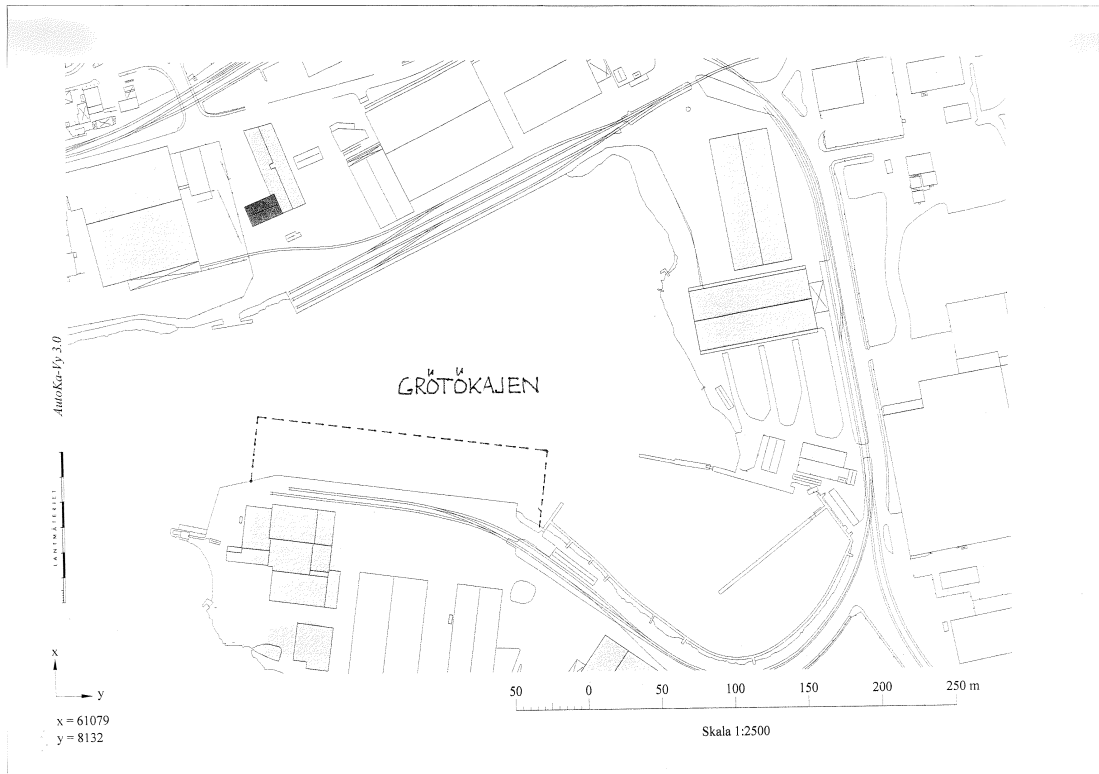 AutoKa-Vy 3.0
GRÖTÖKAJEN
LANTMÄTERIET
x
y
x = 61079
y = 8132
50 0 50 100 150 200 250 m
Skala 1:2500